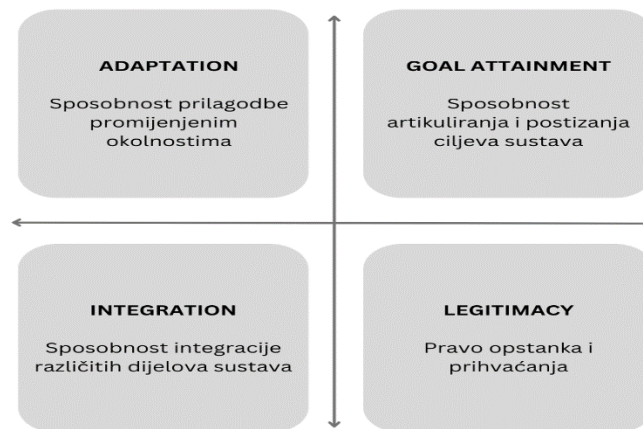 ADAPTATION
Sposobnost prilagodbe
promijenjenim
okolnostima
GOAL ATTAINMENT
Sposobnost
artikuliranja i postizanja
ciljeva sustava
INTEGRATION
Sposobnost integracije
različitih dijelova sustava
LEGITIMACY
Pravo opstanka i
prihvaćanja